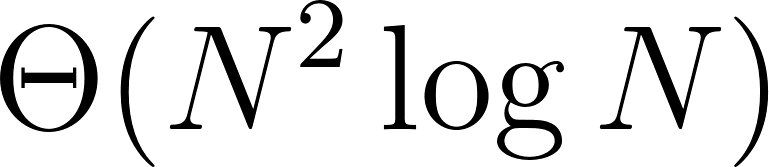 Θ(N² log N)